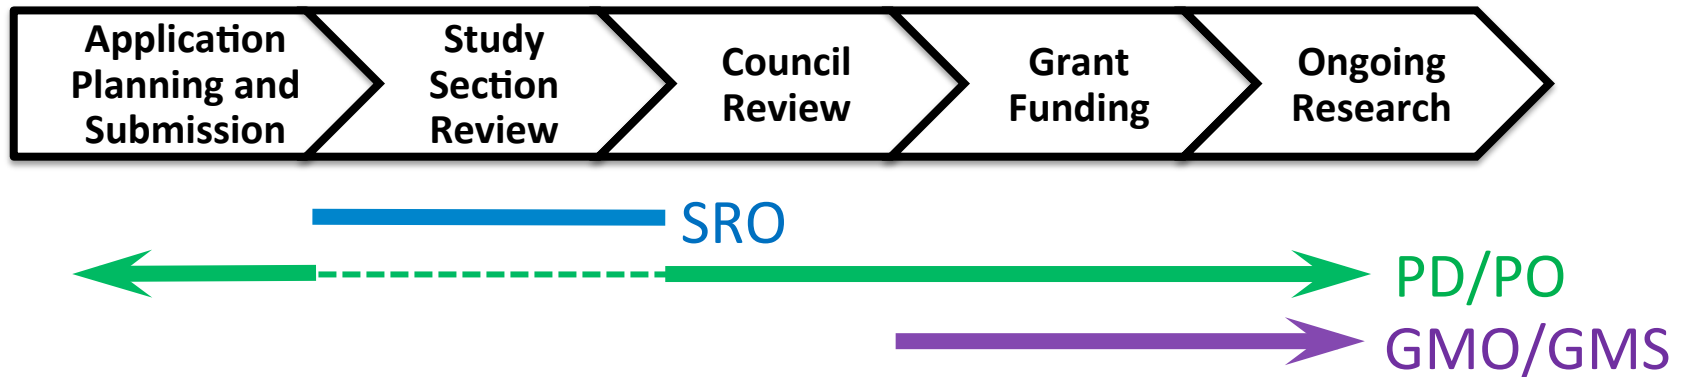 Application
Planning and
Submission
Study
Section
Review
Council
Review
Grant
Funding
Ongoing
Research
SRO
PD/PO
GMO/GMS